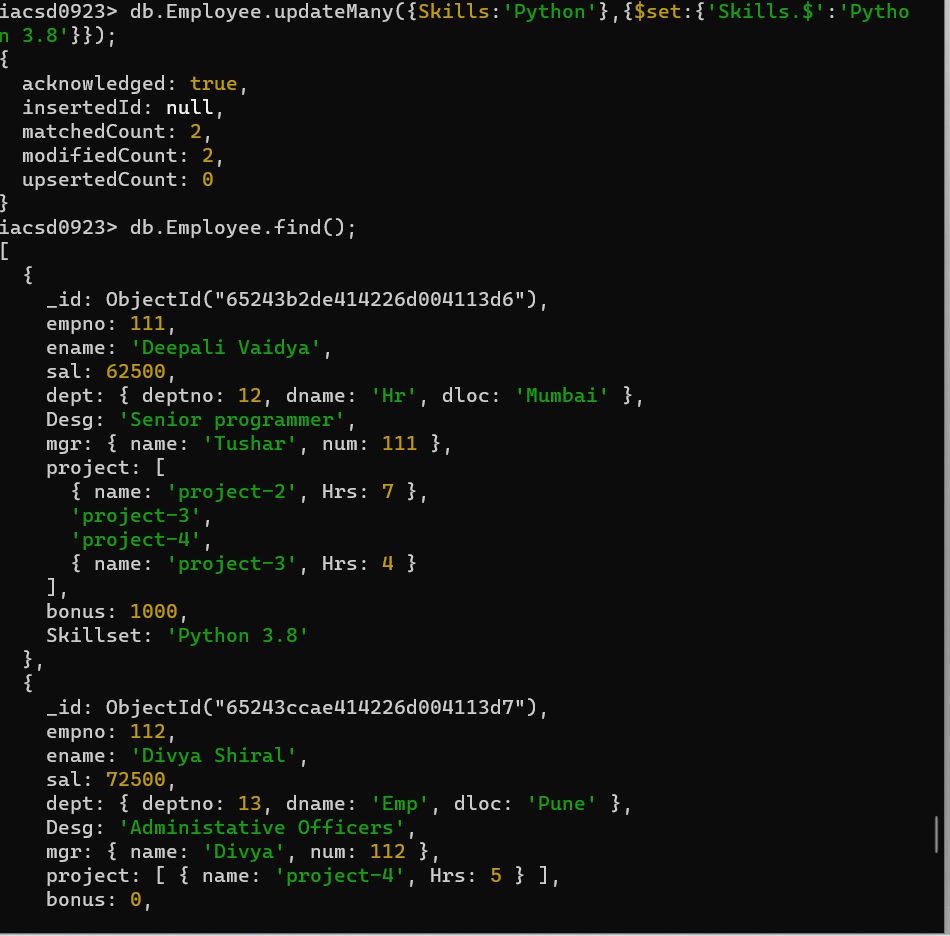 iacsd0923> db.Employee.updateMany({Skills:'Python'},{$set:{'Skills.$':'Pytho
n 3.8'}});
{
  acknowledged: true,
  insertedId: null,
  matchedCount: 2,
  modifiedCount: 2,
  upsertedCount: 0
}
iacsd0923> db.Employee.find();
[
  {
    _id: ObjectId("65243b2de414226d004113d6"),
    empno: 111,
    ename: 'Deepali Vaidya',
    sal: 62500,
    dept: { deptno: 12, dname: 'Hr', dloc: 'Mumbai' },
    Desg: 'Senior programmer',
    mgr: { name: 'Tushar', num: 111 },
    project: [
      { name: 'project-2', Hrs: 7 },
      'project-3',
      'project-4',
      { name: 'project-3', Hrs: 4 }
    ],
    bonus: 1000,
    Skillset: 'Python 3.8'
  },
  {
    _id: ObjectId("65243ccae414226d004113d7"),
    empno: 112,
    ename: 'Divya Shiral',
    sal: 72500,
    dept: { deptno: 13, dname: 'Emp', dloc: 'Pune' },
    Desg: 'Administative Officers',
    mgr: { name: 'Divya', num: 112 },
    project: [ { name: 'project-4', Hrs: 5 } ],
    bonus: 0,